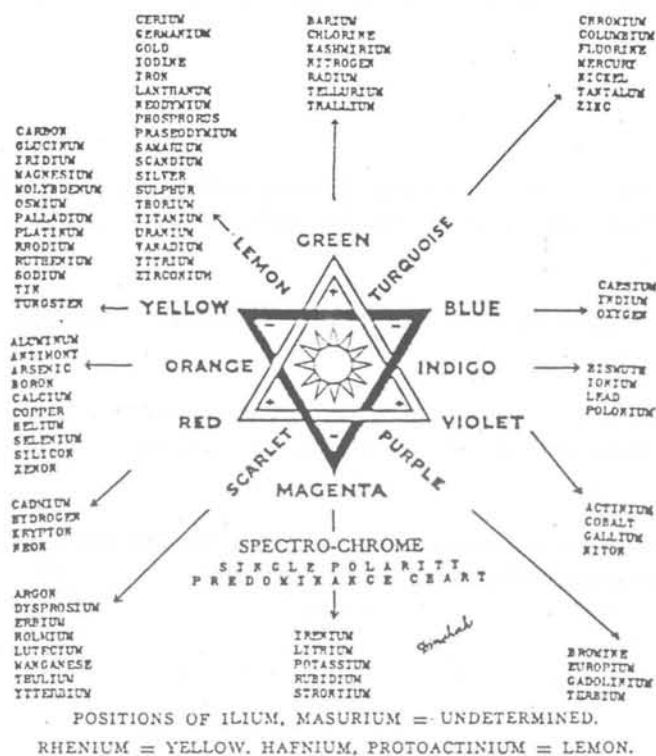 CERIUM
GERMANIUM
GOLD
IODINE
IRON
LANTHANUM
NEODYMIUM
PHOSPHORUS
PRASEODYMIUM
SAMARIUM
SCANDIUM
SILVER
SULPHUR
THORIUM
TITANIUM
URANIUM
VANADIUM
YTTRIUM
ZIRCONIUM
BARIUM
CHLORINE
KASHMIRIUM
NITROGEN
RADIUM
TELLURIUM
THALLIUM
CHROMIUM
COLUMBIUM
FLUORINE
MERCURY
NICKEL
TANTALUM
ZINC
CARBON
GLUCINUM
IRIDIUM
MAGNESIUM
MOLYBDENUM
OSMIUM
PALLADIUM
PLATINUM
RHODIUM
RUTHENIUM
SODIUM
TIN
TUNGSTEN
LEMON
GREEN
TURQUOISE
YELLOW
BLUE
CAESIUM
INDIUM
OXYGEN
ALUMINUM
ANTIMONY
ARSENIC
BORON
CALCIUM
COPPER
HELIUM
SELENIUM
SILICON
XENON
ORANGE
INDIGO
BISMUTH
IONIUM
LEAD
POLONIUM
RED
VIOLET
SCARLET
PURPLE
MAGENTA
CADMIUM
HYDROGEN
KRYPTON
NEON
ACTINIUM
COBALT
GALLIUM
NITON
SPECTRO-CHROME
SINGLE POLARITY
PREDOMINANCE CHART
ARGON
DYSPROSIUM
ERBIUM
HOLMIUM
LUTECIUM
MANGANESE
THULIUM
YTTERBIUM
IRENIUM
LITHIUM
POTASSIUM
RUBIDIUM
STRONTIUM
Dinshah
BROMINE
EUROPIUM
GADOLINIUM
TERBIUM
POSITIONS OF ILIUM, MASURIUM = UNDETERMINED.
RHENIUM = YELLOW. HAFNIUM, PROTOACTINIUM = LEMON.